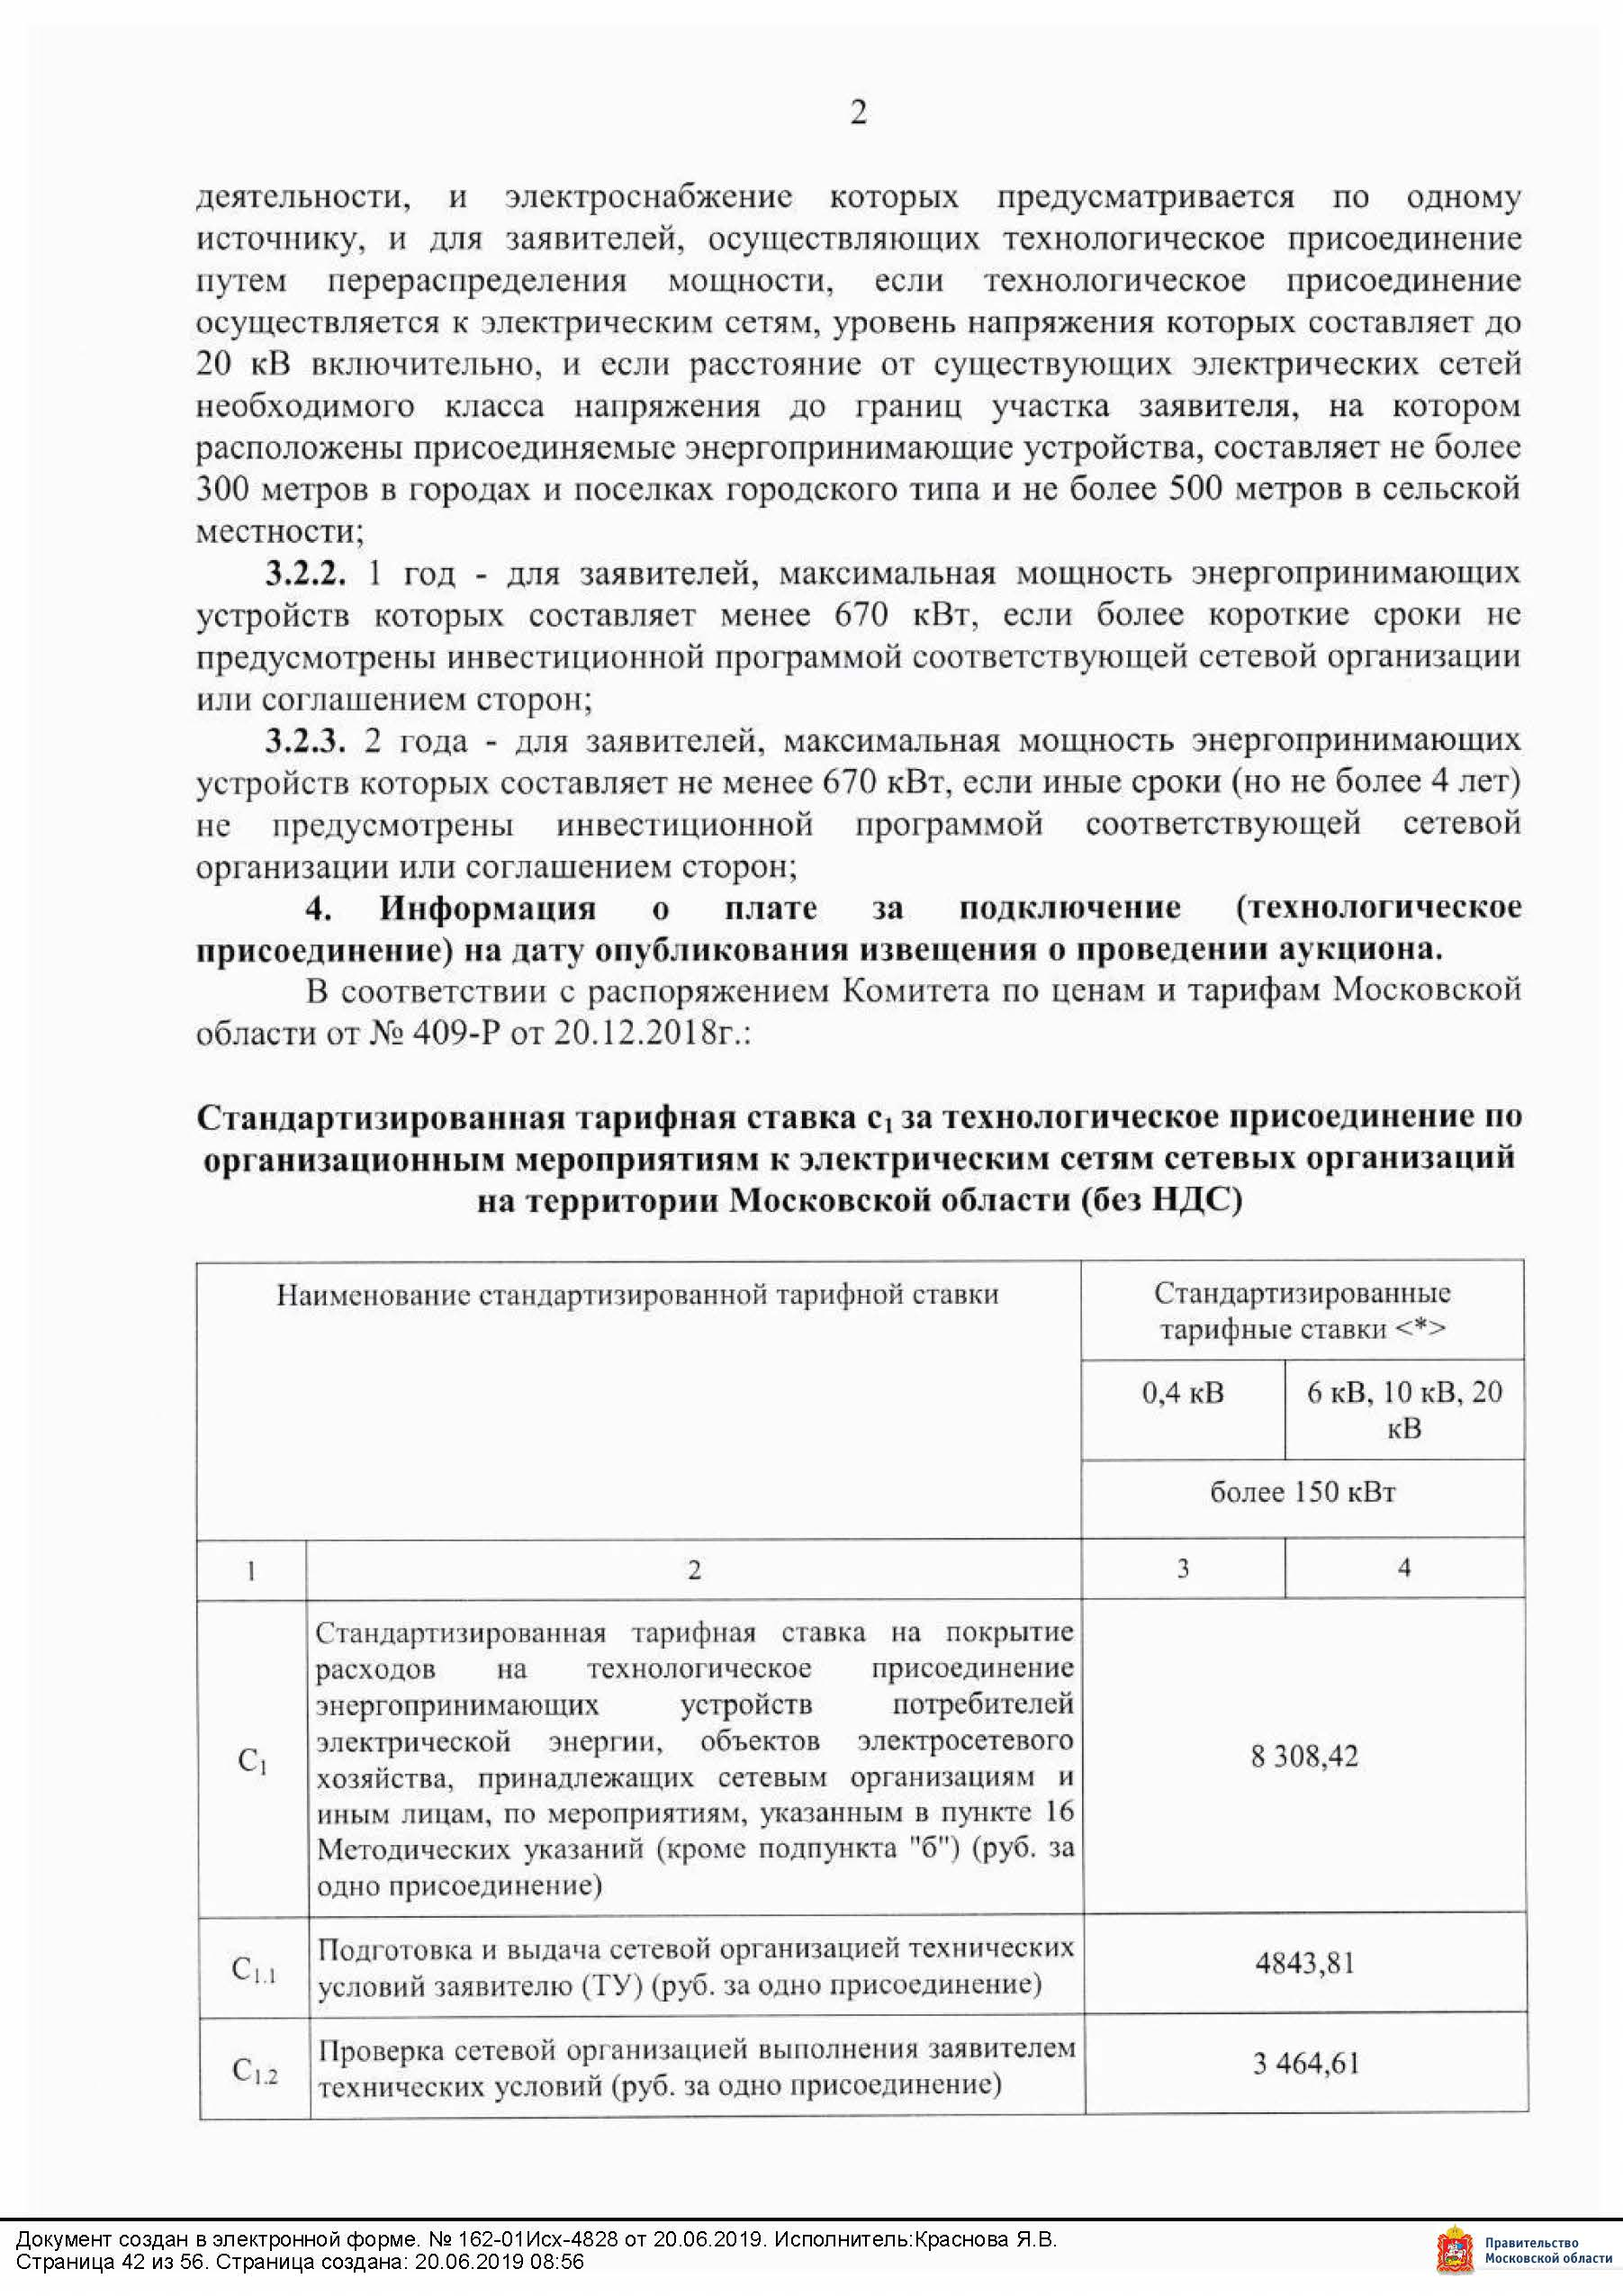 2
деятельности, и электроснабжение которых предусматривается по одному
источнику, и для заявителей, осуществляющих технологическое присоединение
путем перераспределения мощности, если технологическое присоединение
осуществляется к электрическим сетям, уровень напряжения которых составляет до
20 кВ включительно, и если расстояние от существующих электрических сетей
необходимого класса напряжения до границ участка заявителя, на котором
расположены присоединяемые энергопринимающие устройства, составляет не более
300 метров в городах и поселках городского типа и не более 500 метров в сельской
местности;
3.2.2. 1 год - для заявителей, максимальная мощность энергопринимающих
устройств которых составляет менее 670 кВт, если более короткие сроки не
предусмотрены инвестиционной программой соответствующей сетевой организации
или соглашением сторон;
3.2.3. 2 года - для заявителей, максимальная мощность энергопринимающих
устройств которых составляет не менее 670 кВт, если иные сроки (но не более 4 лет)
не предусмотрены инвестиционной программой соответствующей сетевой
организации или соглашением сторон;
4. Информация о плате за подключение (технологическое
присоединение) на дату опубликования извещения о проведении аукциона.
В соответствии с распоряжением Комитета по ценам и тарифам Московской
области от № 409-Р от 20.12.2018г.:
Стандартизированная тарифная ставка с1 за технологическое присоединение по
организационным мероприятиям к электрическим сетям сетевых организаций
на территории Московской области (без НДС)
Наименование стандартизированной тарифной ставки
Стандартизированные
тарифные ставки <*>
0,4 кВ
6 кВ, 10 кВ, 20
кВ
более 150 кВт
1 2 3 4
С1
Стандартизированная тарифная ставка на покрытие
расходов на технологическое присоединение
энергопринимающих устройств потребителей
электрической энергии, объектов электросетевого
хозяйства, принадлежащих сетевым организациям и
иным лицам, по мероприятиям, указанным в пункте 16
Методических указаний (кроме подпункта "б") (руб. за
одно присоединение)
8 308,42
С1.1
Подготовка и выдача сетевой организацией технических
условий заявителю (ТУ) (руб. за одно присоединение)
4843,81
С1.2
Проверка сетевой организацией выполнения заявителем
технических условий (руб. за одно присоединение)
3 464,61
Документ создан в электронной форме. № 162-01Исх-4828 от 20.06.2019. Исполнитель:Краснова Я.В.
Страница 42 из 56. Страница создана: 20.06.2019 08:56
Правительство
Московской области